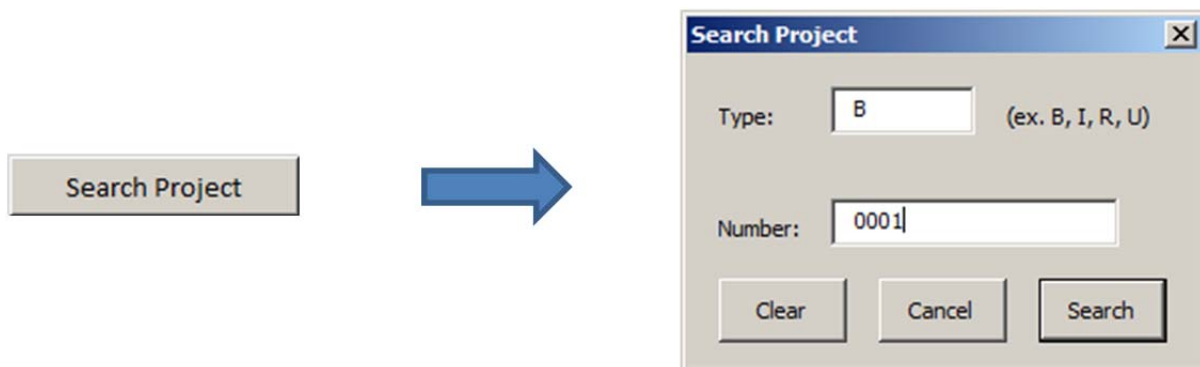 Search Project
Search Project
Type: B (ex. B, I, R, U)
Number: 0001
Clear Cancel Search